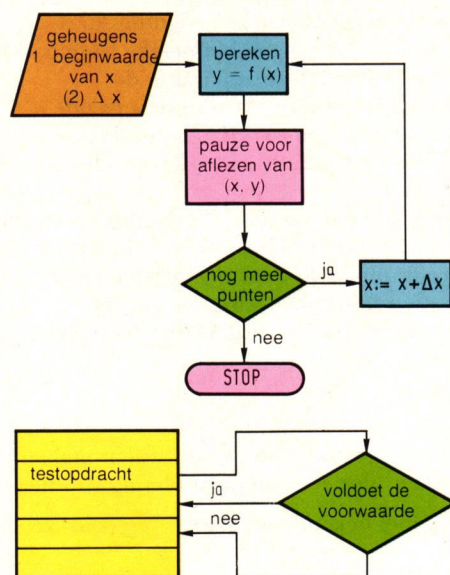 geheugens
1 beginwaarde
van x
(2) Δ x
bereken
y = f (x)
pauze voor
aflezen van
(x, y)
nog meer
punten
ja
x:= x+Δx
nee
STOP
testopdracht
ja
nee
voldoet de
voorwaarde